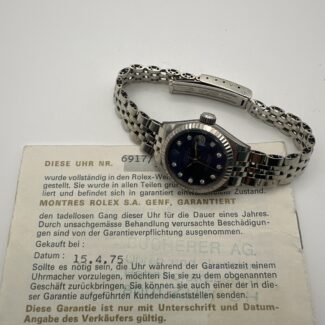 DIESE UHR NR. 6917/
wurde vollständig in den Rolex-We
gestellt. Sie wurde in allen Teilen grün
liert und befindet sich in garantiert Zustand.
MONTRES ROLEX S.A. GENF, GARANTIERT
den tadellosen Gang dieser Uhr für die Dauer eines Jahres.
Durch unsachgemässe Behandlung verursachte Beschädigun-
gen sind von der Garantieverpflichtung ausgenommen.
Gekauft bei : AG.
Datum : 15.4.75
Sollte es nötig sein, die Uhr während der Garantiezeit einem
Uhrmacher vorzulegen, möchten Sie sie zu dem obgenannten
Geschäft zurückbringen. Sie können sie auch einer der in der
Garantie aufgeführten Kundendienststellen senden.
Diese Garantie ist nur mit Unterschrift und Datum-
Angabe des Verkäufers gültig.